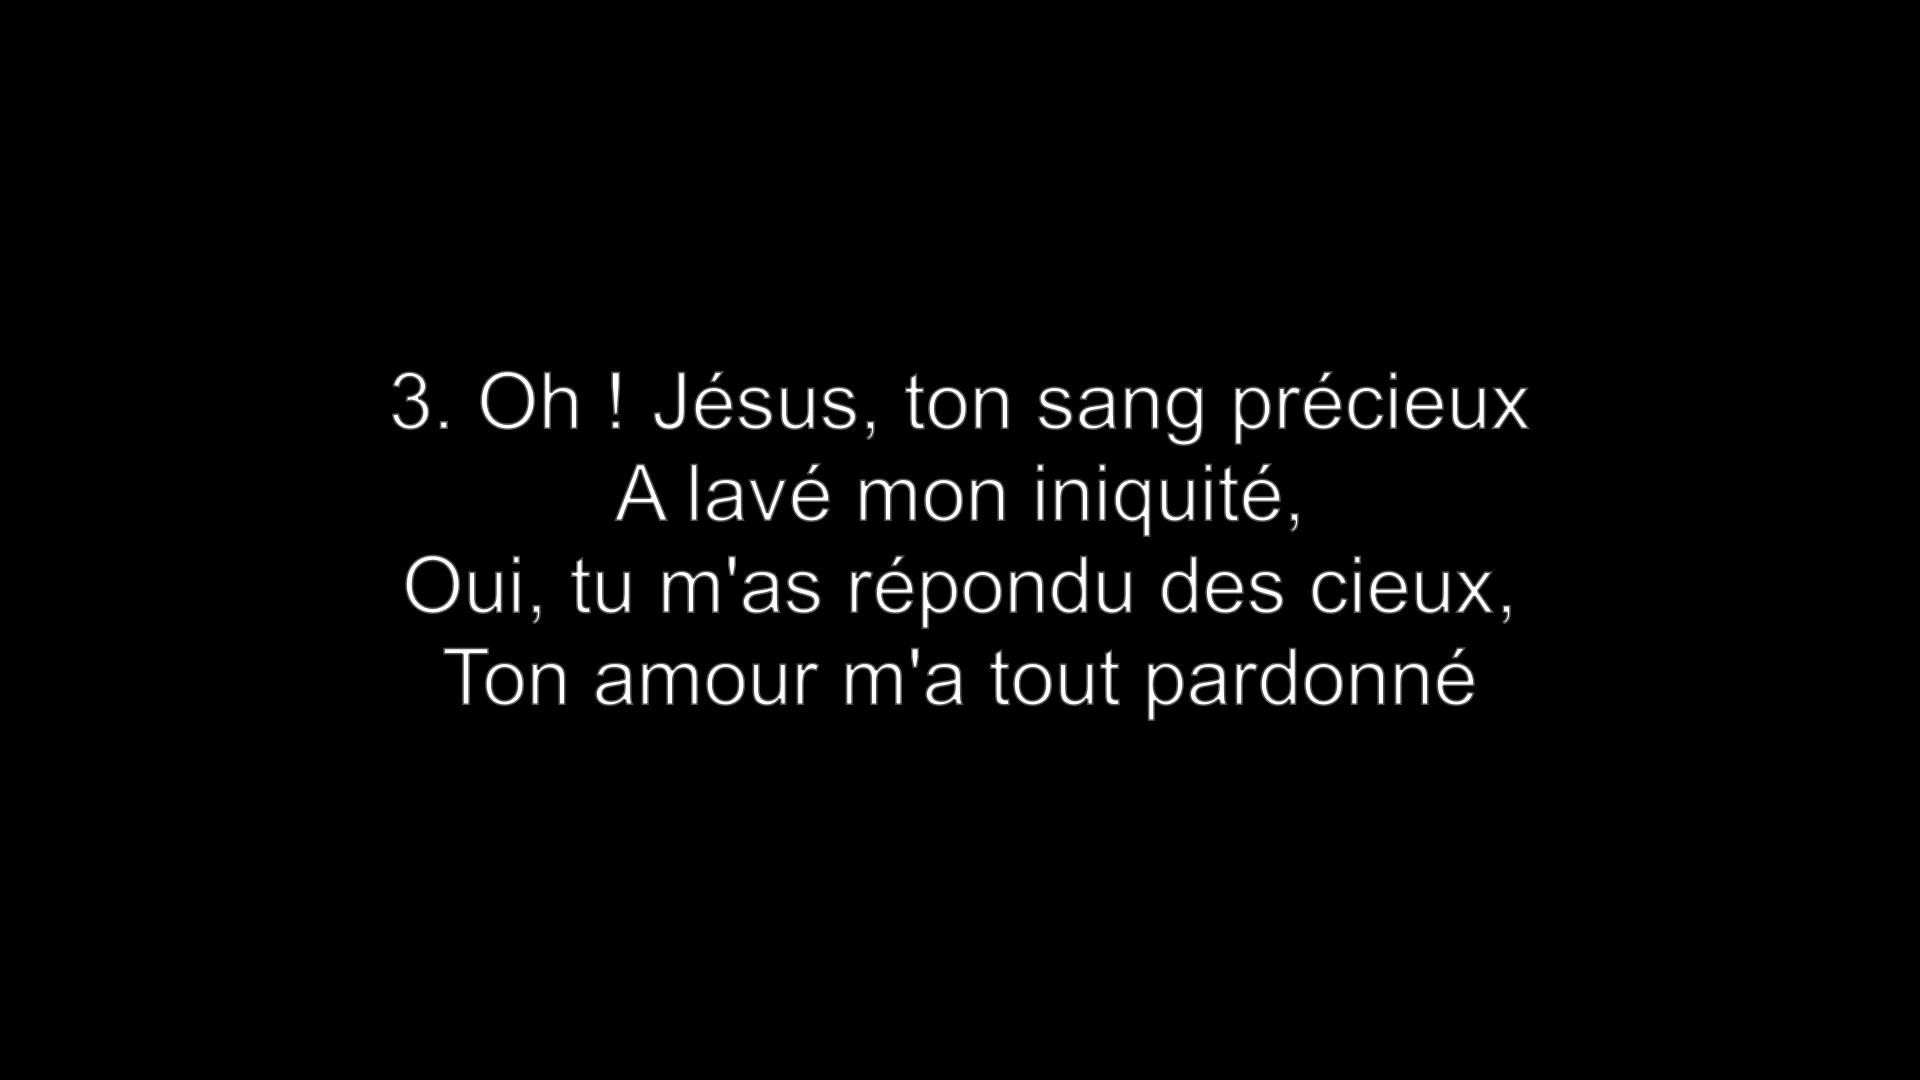 3. Oh ! Jésus, ton sang précieux
A lavé mon iniquité,
Oui, tu m'as répondu des cieux,
Ton amour m'a tout pardonné